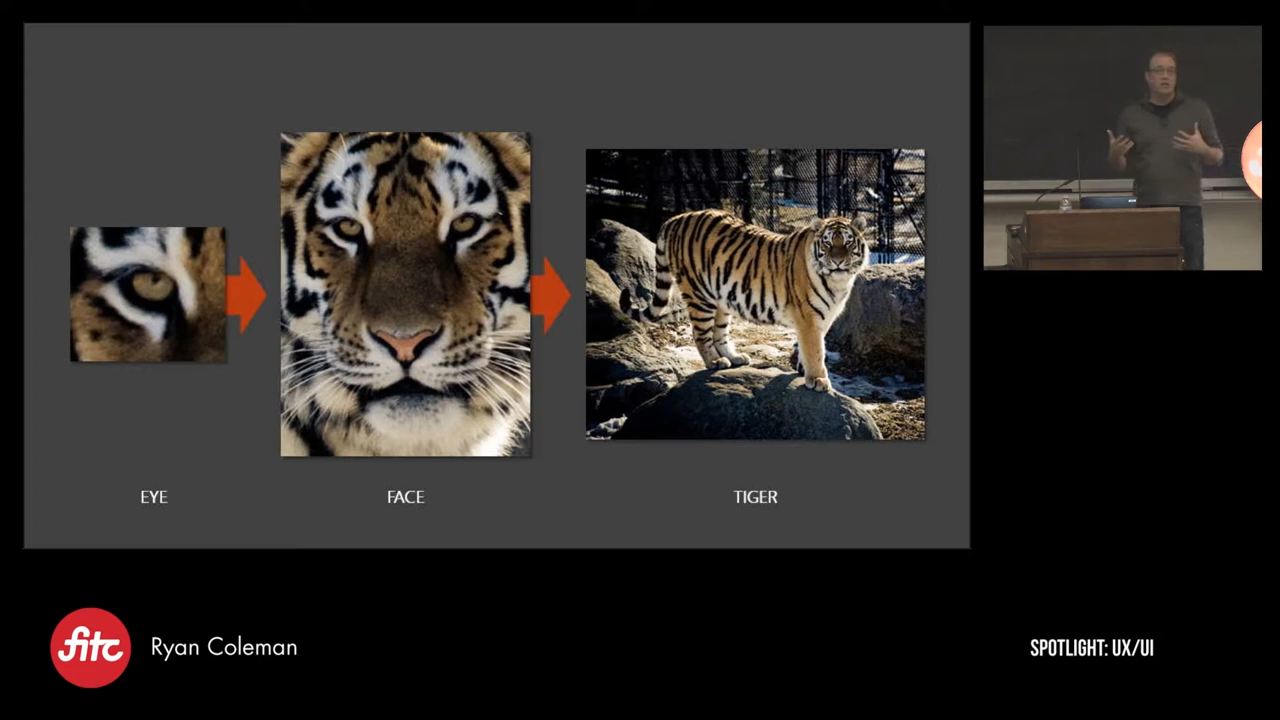 EYE
FACE
TIGER
fitc
Ryan Coleman
SPOTLIGHT: UX/UI